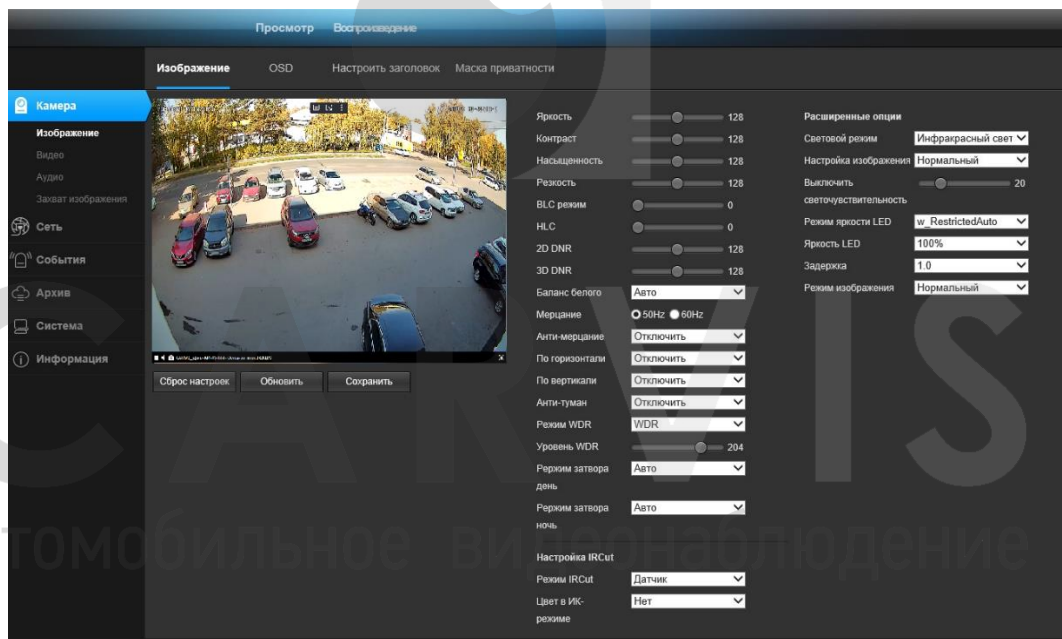 Просмотр Воспроизведение
Изображение OSD Настроить заголовок Маска приватности
Камера
Изображение
Видео
Аудио
Захват изображения
Сеть
События
Архив
Система
Информация
Сброс настроек Обновить Сохранить
Яркость 128
Контраст 128
Насыщенность 128
Резкость 128
BLC режим 0
HLC 0
2D DNR 128
3D DNR 128
Баланс белого Авто
Мерцание 50Hz 60Hz
Анти-мерцание Отключить
По горизонтали Отключить
По вертикали Отключить
Анти-туман Отключить
Режим WDR WDR
Уровень WDR 204
Рержим затвора Авто
день
Рержим затвора Авто
ночь
Настройка IRCut
Режим IRCut Датчик
Цвет в ИК- Нет
режиме
Расширенные опции
Световой режим Инфракрасный свет
Настройка изображения Нормальный
Выключить 20
светочувствительность
Режим яркости LED w_RestrictedAuto
Яркость LED 100%
Задержка 1.0
Режим изображения Нормальный
CARVIS
видеонаблюдение